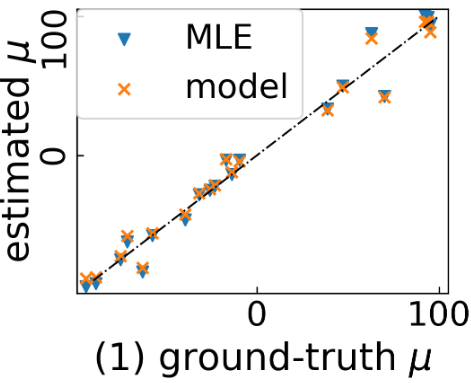 MLE
model
estimated μ
100
0
0
100
(1) ground-truth μ